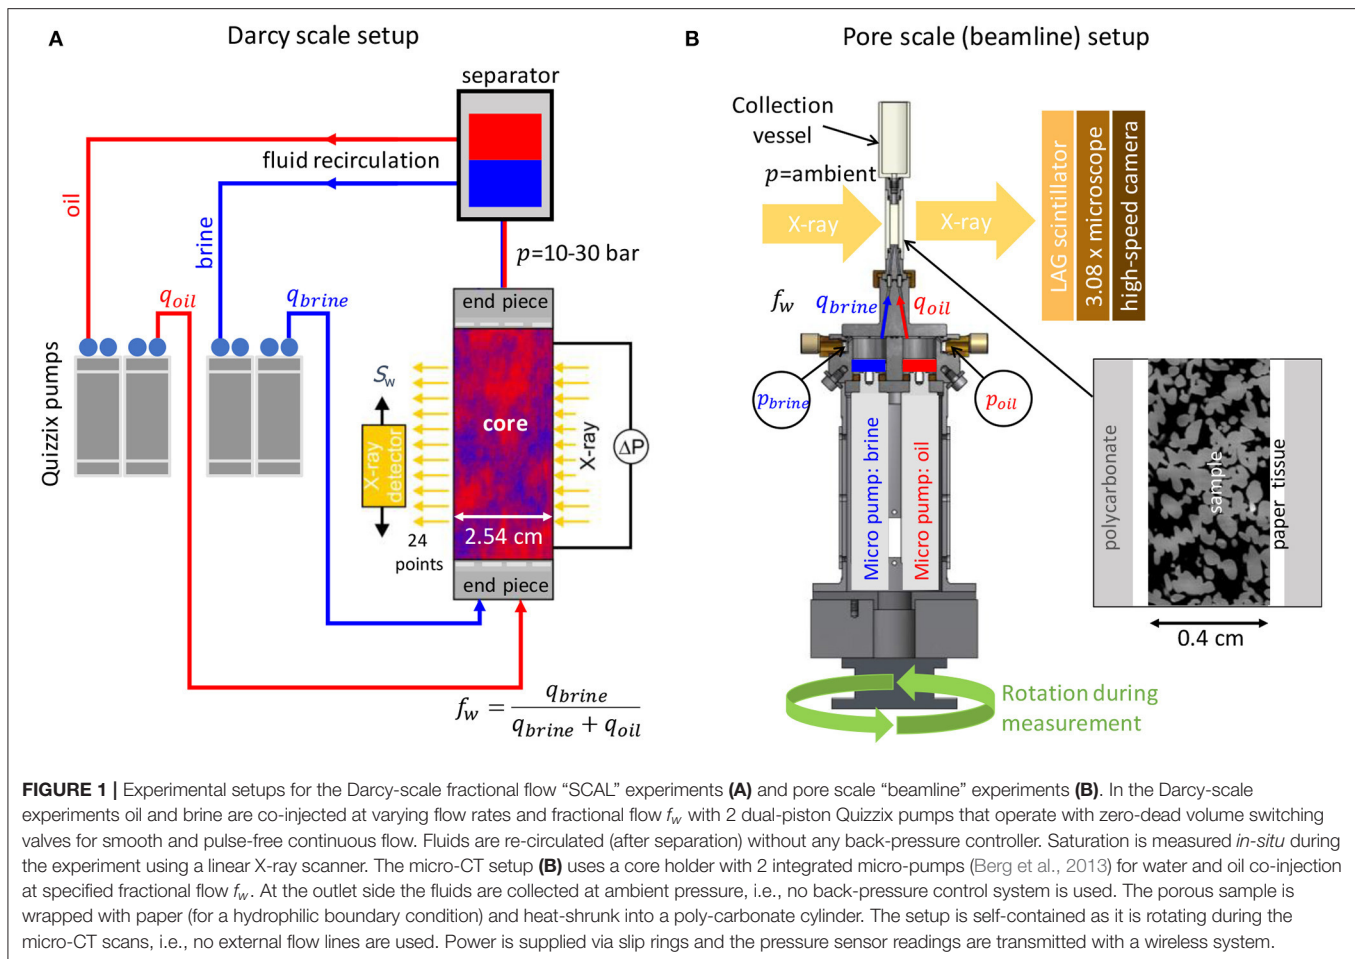 A
Darcy scale setup
separator
fluid recirculation
oil
brine
p=10-30 bar
q_oil
q_brine
end piece
Quizzix pumps
S_w
X-ray detector
core
X-ray
ΔP
2.54 cm
24
points
end piece
f_w = q_brine / (q_brine + q_oil)
B
Pore scale (beamline) setup
Collection
vessel
p=ambient
X-ray
X-ray
LAG scintillator
3.08 x microscope
high-speed camera
f_w
q_brine
q_oil
p_brine
p_oil
Micro pump: brine
Micro pump: oil
polycarbonate
sample
paper tissue
0.4 cm
Rotation during
measurement
FIGURE 1 | Experimental setups for the Darcy-scale fractional flow “SCAL” experiments (A) and pore scale “beamline” experiments (B). In the Darcy-scale
experiments oil and brine are co-injected at varying flow rates and fractional flow f_w with 2 dual-piston Quizzix pumps that operate with zero-dead volume switching
valves for smooth and pulse-free continuous flow. Fluids are re-circulated (after separation) without any back-pressure controller. Saturation is measured in-situ during
the experiment using a linear X-ray scanner. The micro-CT setup (B) uses a core holder with 2 integrated micro-pumps (Berg et al., 2013) for water and oil co-injection
at specified fractional flow f_w. At the outlet side the fluids are collected at ambient pressure, i.e., no back-pressure control system is used. The porous sample is
wrapped with paper (for a hydrophilic boundary condition) and heat-shrunk into a poly-carbonate cylinder. The setup is self-contained as it is rotating during the
micro-CT scans, i.e., no external flow lines are used. Power is supplied via slip rings and the pressure sensor readings are transmitted with a wireless system.